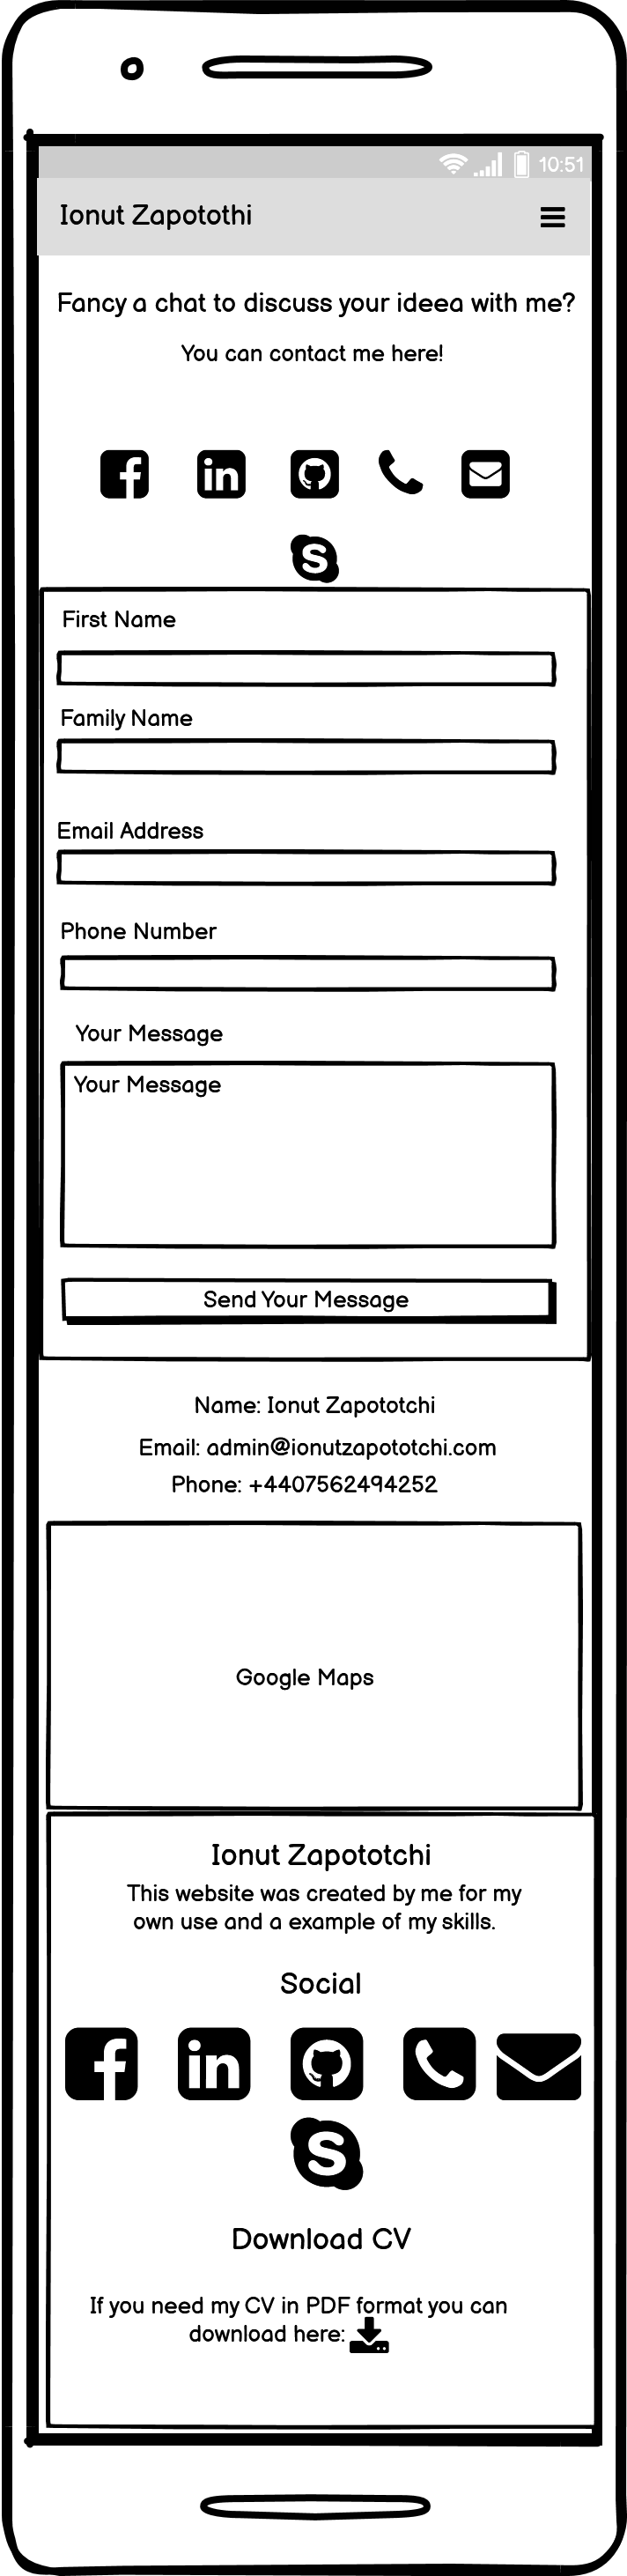 10:51
Ionut Zapotothi
Fancy a chat to discuss your ideea with me?
You can contact me here!
First Name
Family Name
Email Address
Phone Number
Your Message
Your Message
Send Your Message
Name: Ionut Zapototchi
Email: admin@ionutzapototchi.com
Phone: +4407562494252
Google Maps
Ionut Zapototchi
This website was created by me for my
own use and a example of my skills.
Social
Download CV
If you need my CV in PDF format you can
download here: